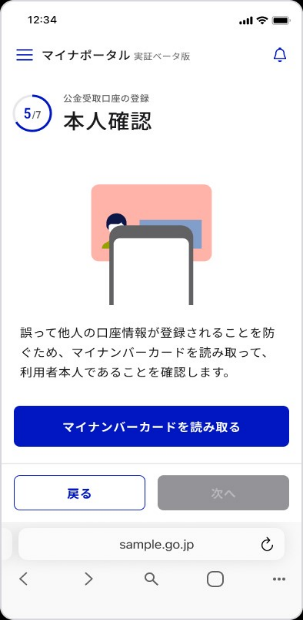 12:34
マイナポータル 実証ベータ版
公金受取口座の登録
5/7
本人確認
誤って他人の口座情報が登録されることを防
ぐため、マイナンバーカードを読み取って、
利用者本人であることを確認します。
マイナンバーカードを読み取る
戻る
次へ
sample.go.jp